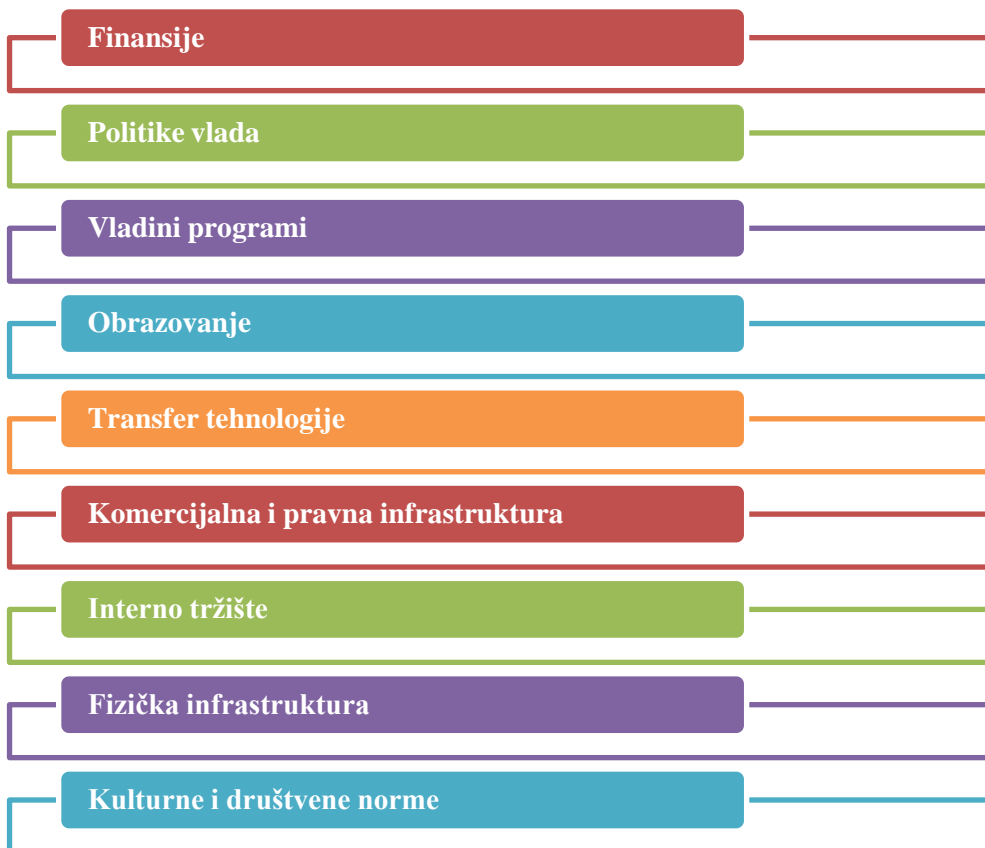 Finansije
Politike vlada
Vladini programi
Obrazovanje
Transfer tehnologije
Komercijalna i pravna infrastruktura
Interno tržište
Fizička infrastruktura
Kulturne i društvene norme